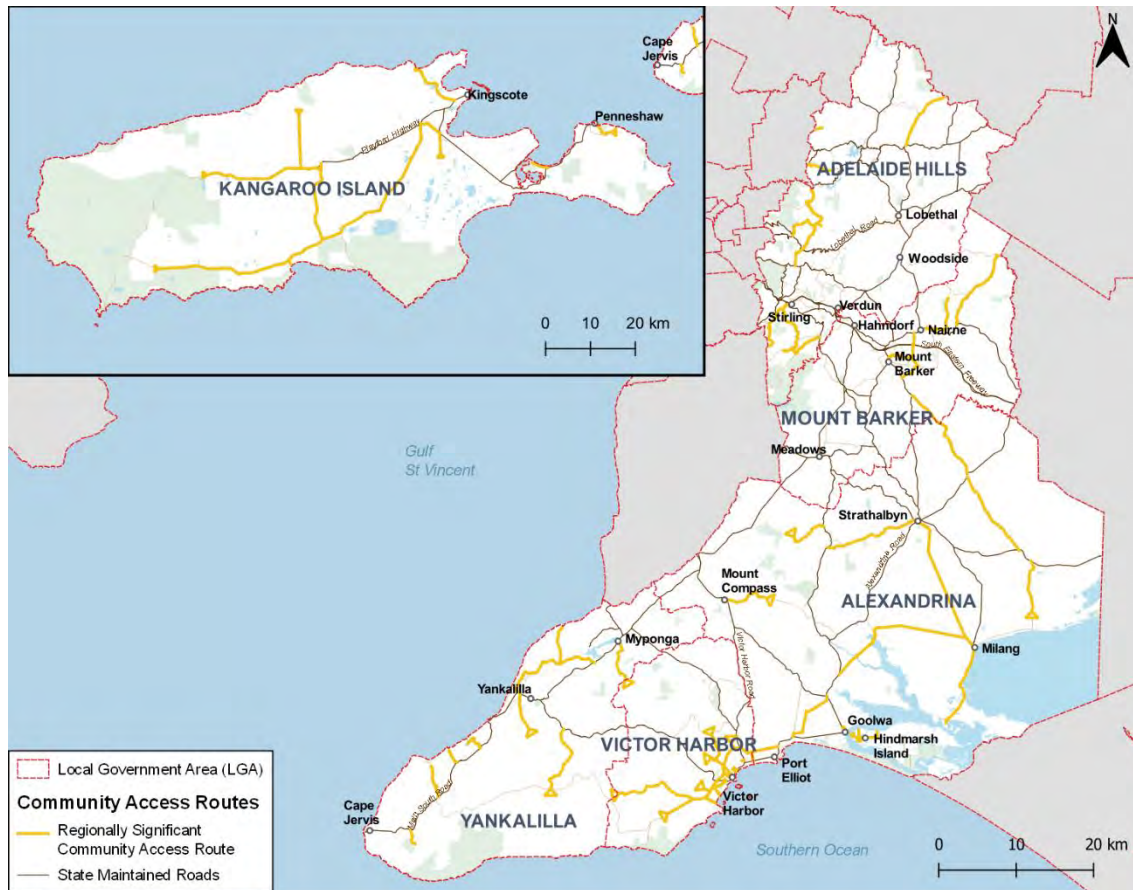 N
Cape
Jervis
Kingscote
Penneshaw
Playford Highway
KANGAROO ISLAND
0 10 20 km
ADELAIDE HILLS
Lobethal
Lobethal Road
Woodside
Verdun
Stirling
Hahndorf
Nairne
South Eastern Freeway
Mount
Barker
MOUNT BARKER
Gulf
St Vincent
Meadows
Strathalbyn
Alexandrina Road
Mount
Compass
ALEXANDRINA
Myponga
Victor Harbor Road
Milang
Yankalilla
Goolwa
Hindmarsh
Island
VICTOR HARBOR
Port
Elliot
Main South Road
Victor
Harbor
Cape
Jervis
YANKALILLA
Southern Ocean
0 10 20 km
Local Government Area (LGA)
Community Access Routes
Regionally Significant
Community Access Route
State Maintained Roads